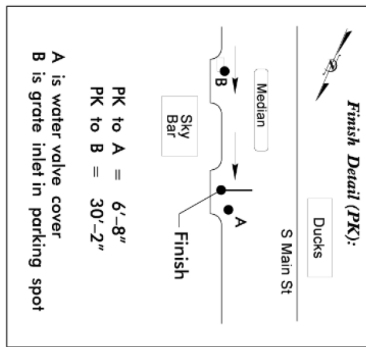 Finish Detail (PK):
Ducks
S Main St
Median
B
A
Sky
Bar
Finish
PK to A = 6'-8"
PK to B = 30'-2"
A is water valve cover
B is grate inlet in parking spot